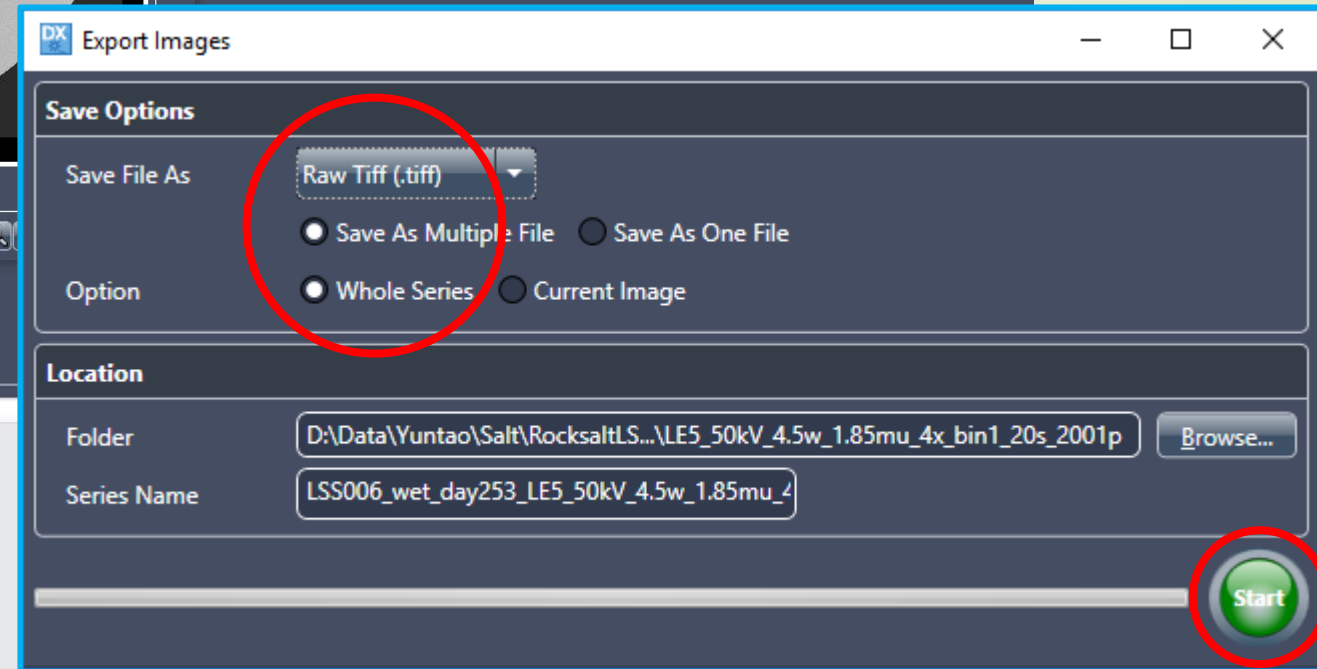 DX Export Images
Save Options
Save File As Raw Tiff (.tiff)
Save As Multiple File Save As One File
Option Whole Series Current Image
Location
Folder D:\Data\Yuntao\Salt\RocksaltLS...\LE5_50kV_4.5w_1.85mu_4x_bin1_20s_2001p Browse...
Series Name LSS006_wet_day253_LE5_50kV_4.5w_1.85mu_4
Start